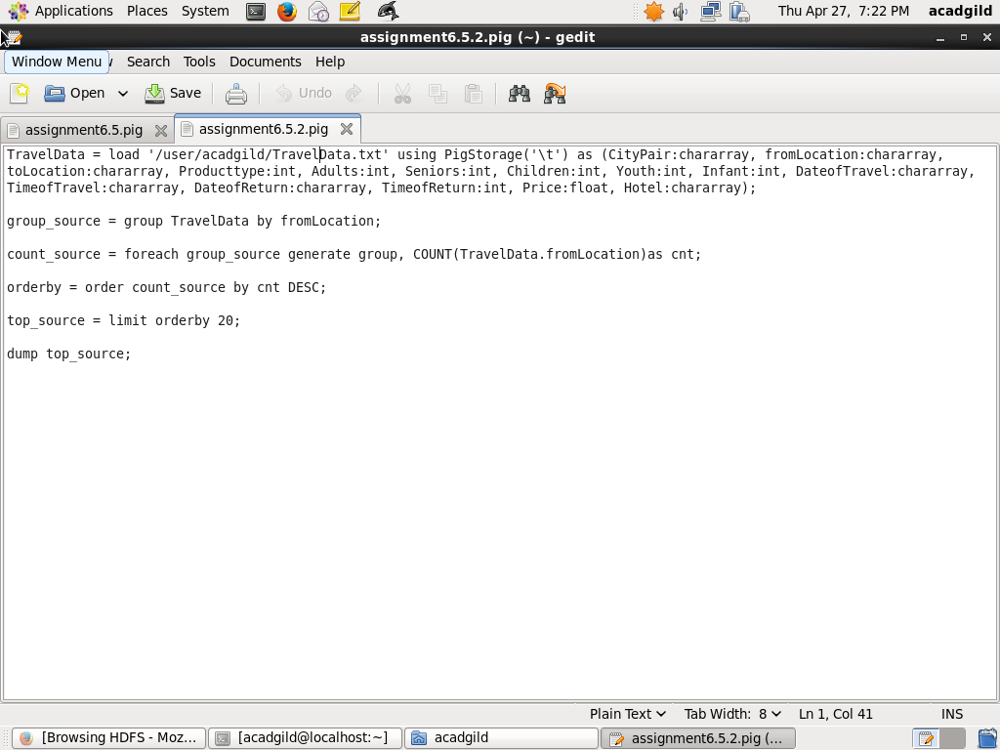 Applications Places System Thu Apr 27, 7:22 PM acadgild
assignment6.5.2.pig (~) - gedit
Window Menu Search Tools Documents Help
Open Save Undo
assignment6.5.pig assignment6.5.2.pig
TravelData = load '/user/acadgild/TravelData.txt' using PigStorage('\t') as (CityPair:chararray, fromLocation:chararray,
toLocation:chararray, Producttype:int, Adults:int, Seniors:int, Children:int, Youth:int, Infant:int, DateofTravel:chararray,
TimeofTravel:chararray, DateofReturn:chararray, TimeofReturn:int, Price:float, Hotel:chararray);
group_source = group TravelData by fromLocation;
count_source = foreach group_source generate group, COUNT(TravelData.fromLocation)as cnt;
orderby = order count_source by cnt DESC;
top_source = limit orderby 20;
dump top_source;
Plain Text Tab Width: 8 Ln 1, Col 41 INS
[Browsing HDFS - Moz... [acadgild@localhost:~] acadgild assignment6.5.2.pig (...